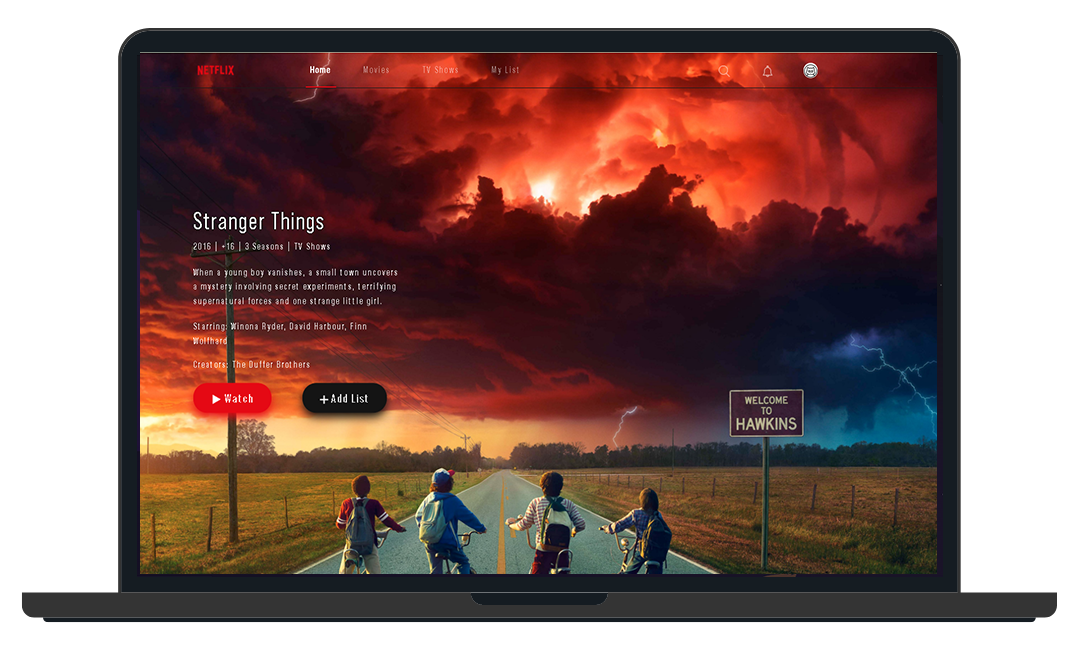 NETFLIX Home Movies TV Shows My List
Stranger Things
2016 | +16 | 3 Seasons | TV Shows
When a young boy vanishes, a small town uncovers
a mystery involving secret experiments, terrifying
supernatural forces and one strange little girl.
Starring: Winona Ryder, David Harbour, Finn
Wolfhard
Creators: The Duffer Brothers
Watch
+Add List
WELCOME
TO
HAWKINS